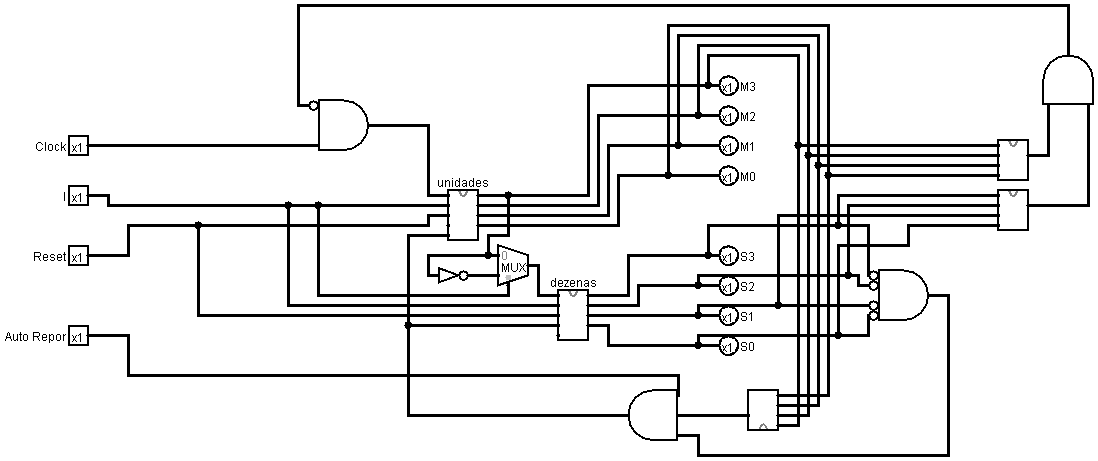 Clock x1
I x1
Reset x1
Auto Repor x1
unidades
0
MUX
dezenas
x1 M3
x1 M2
x1 M1
x1 M0
x1 S3
x1 S2
x1 S1
x1 S0